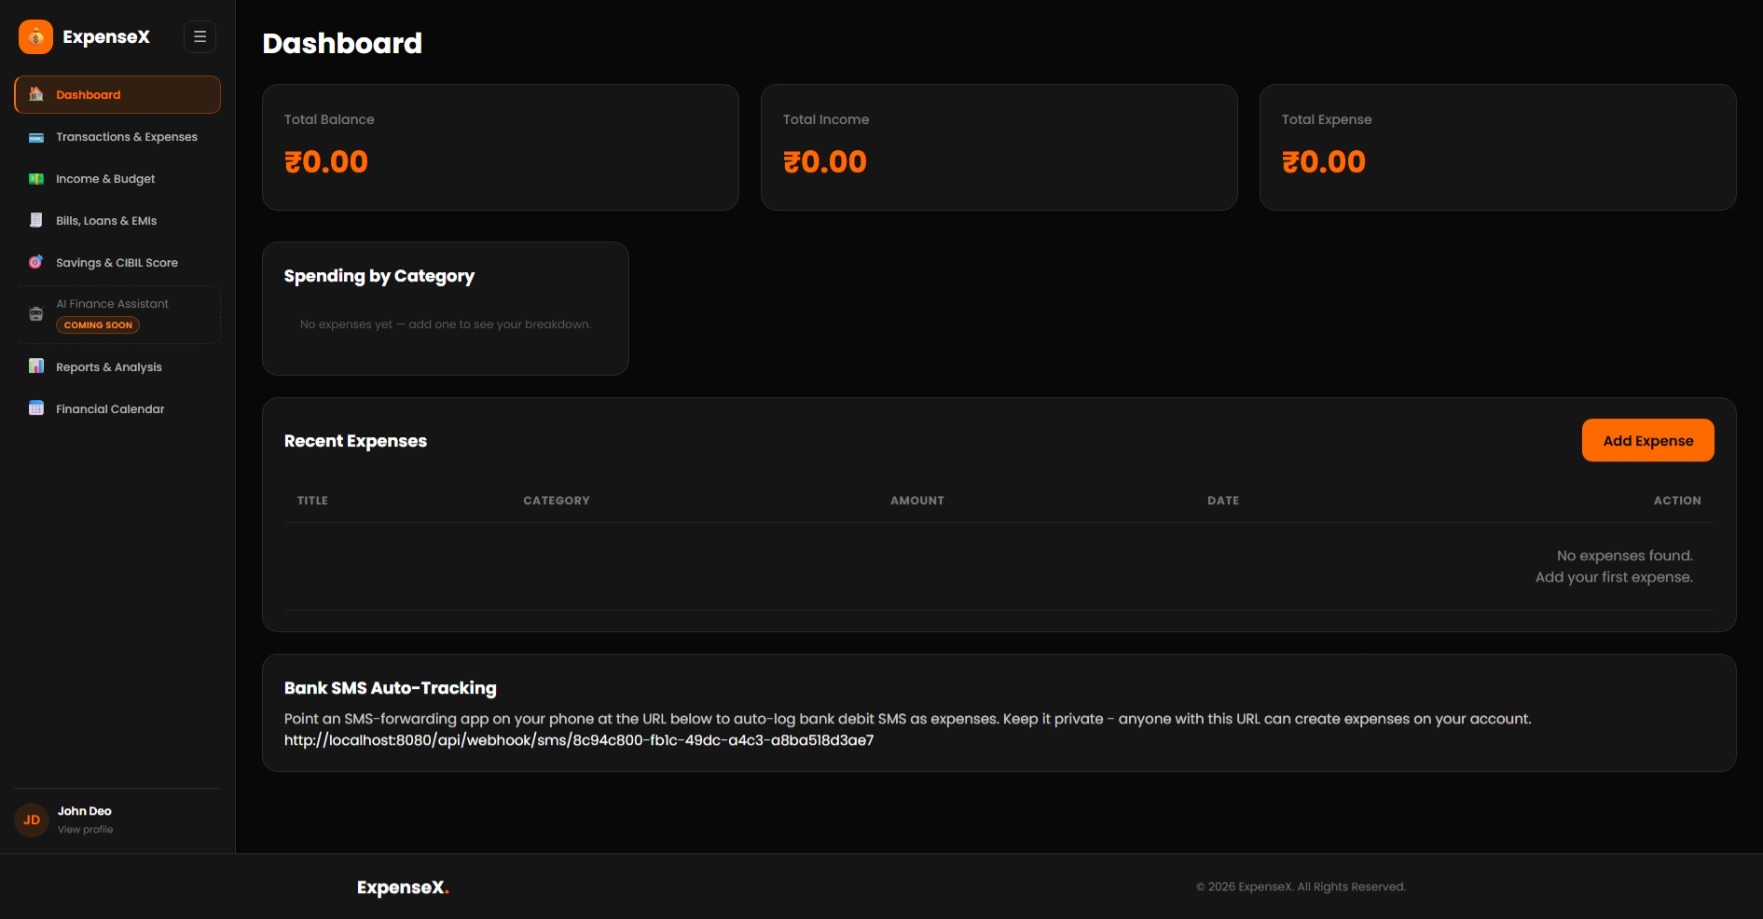 ExpenseX
Dashboard
Transactions & Expenses
Income & Budget
Bills, Loans & EMIs
Savings & CIBIL Score
AI Finance Assistant
COMING SOON
Reports & Analysis
Financial Calendar
JD
John Deo
View profile
Dashboard
Total Balance
₹0.00
Total Income
₹0.00
Total Expense
₹0.00
Spending by Category
No expenses yet — add one to see your breakdown.
Recent Expenses
Add Expense
TITLE CATEGORY AMOUNT DATE ACTION
No expenses found.
Add your first expense.
Bank SMS Auto-Tracking
Point an SMS-forwarding app on your phone at the URL below to auto-log bank debit SMS as expenses. Keep it private - anyone with this URL can create expenses on your account.
http://localhost:8080/api/webhook/sms/8c94c800-fb1c-49dc-a4c3-a8ba518d3ae7
ExpenseX.
© 2026 ExpenseX. All Rights Reserved.